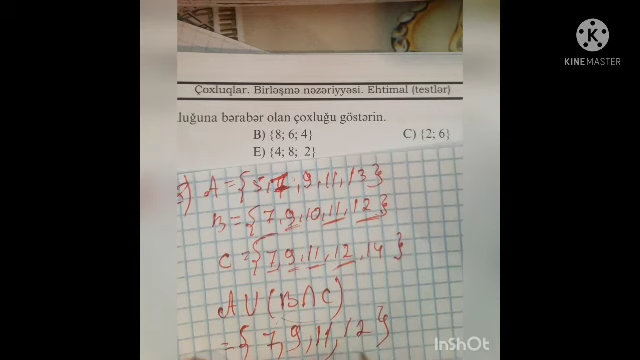 KINEMASTER
Çoxluqlar. Birləşmə nəzəriyyəsi. Ehtimal (testlər)
luğuna bərabər olan çoxluğu göstərin.
B) {8; 6; 4} C) {2; 6}
E) {4; 8; 2}
3) A={5,7,9,11,13}
B={7,9,10,11,12}
C={7,9,11,12,14}
A∪(B∩C)
={7,9,11,12}
InShOt